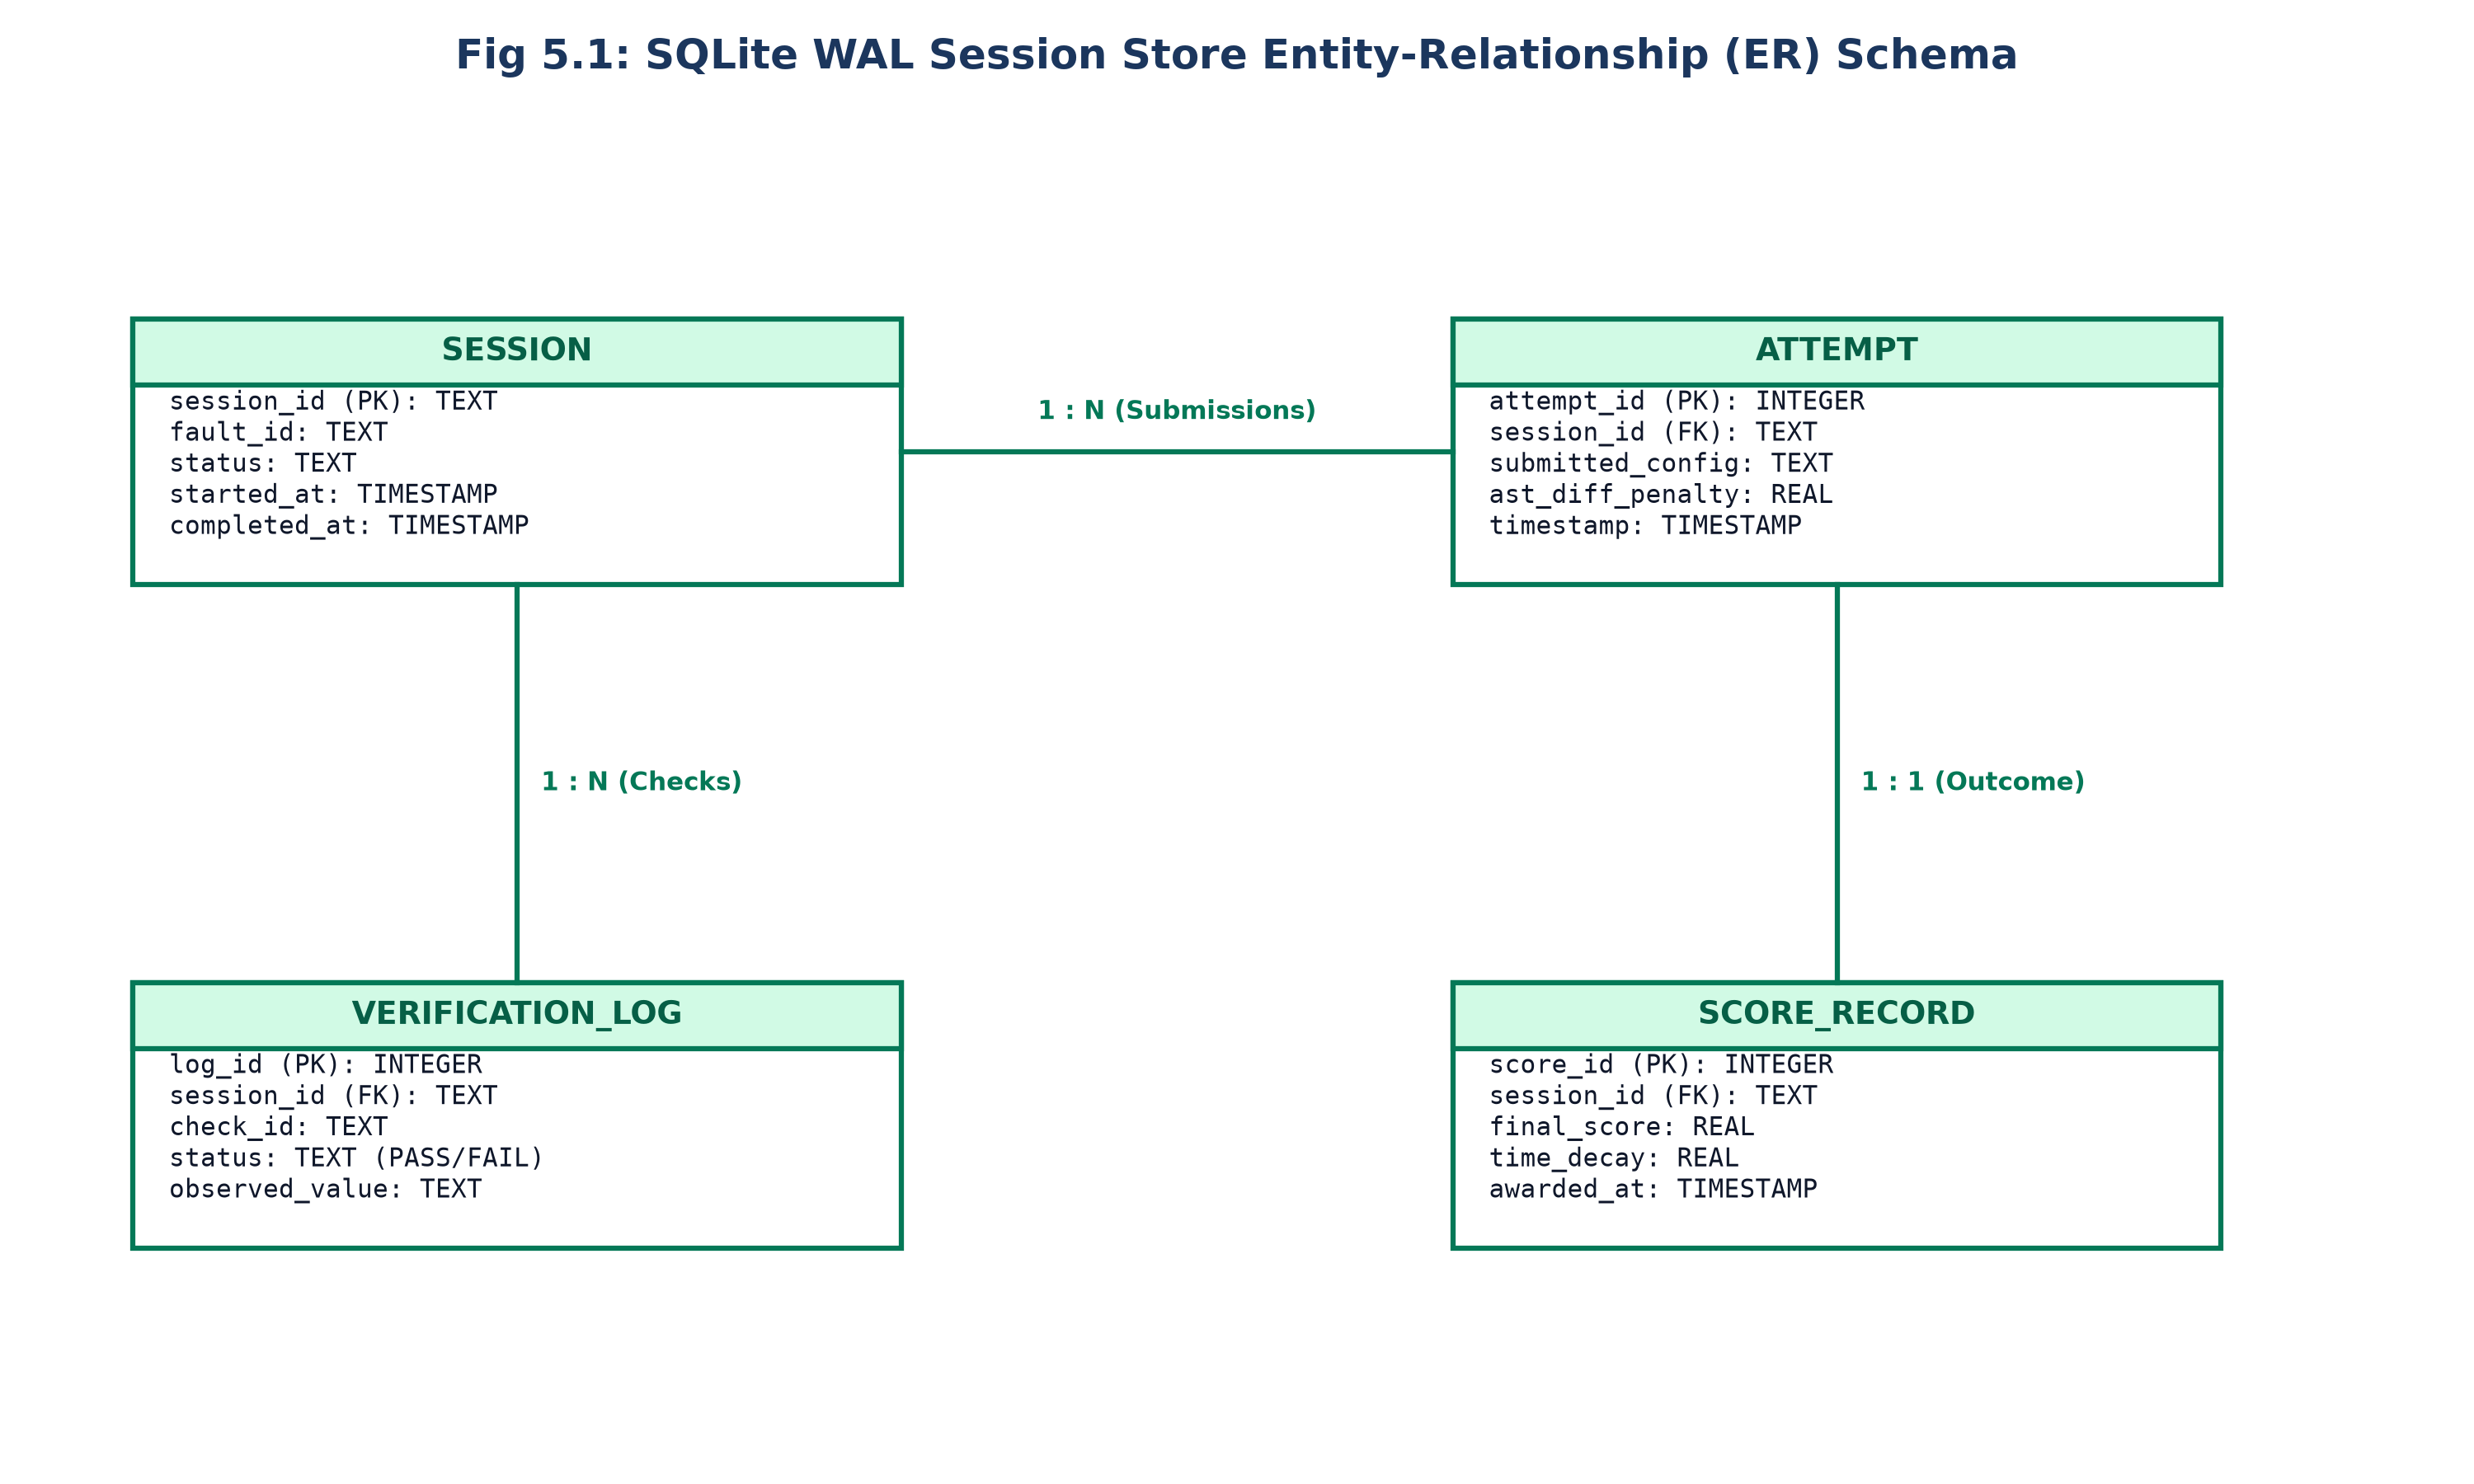 Fig 5.1: SQLite WAL Session Store Entity-Relationship (ER) Schema
SESSION
session_id (PK): TEXT
fault_id: TEXT
status: TEXT
started_at: TIMESTAMP
completed_at: TIMESTAMP
1 : N (Submissions)
ATTEMPT
attempt_id (PK): INTEGER
session_id (FK): TEXT
submitted_config: TEXT
ast_diff_penalty: REAL
timestamp: TIMESTAMP
1 : N (Checks)
1 : 1 (Outcome)
VERIFICATION_LOG
log_id (PK): INTEGER
session_id (FK): TEXT
check_id: TEXT
status: TEXT (PASS/FAIL)
observed_value: TEXT
SCORE_RECORD
score_id (PK): INTEGER
session_id (FK): TEXT
final_score: REAL
time_decay: REAL
awarded_at: TIMESTAMP